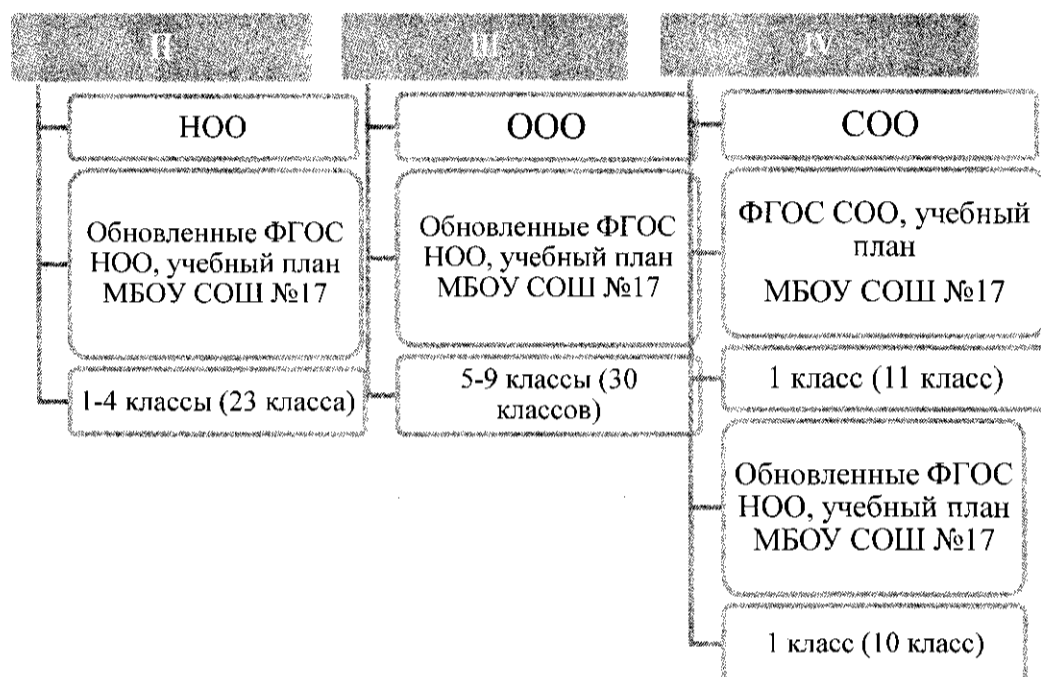 II
НОО
Обновленные ФГОС
НОО, учебный план
МБОУ СОШ №17
1-4 классы (23 класса)
III
ООО
Обновленные ФГОС
НОО, учебный план
МБОУ СОШ №17
5-9 классы (30
классов)
IV
СОО
ФГОС СОО, учебный
план
МБОУ СОШ №17
1 класс (11 класс)
Обновленные ФГОС
НОО, учебный план
МБОУ СОШ №17
1 класс (10 класс)